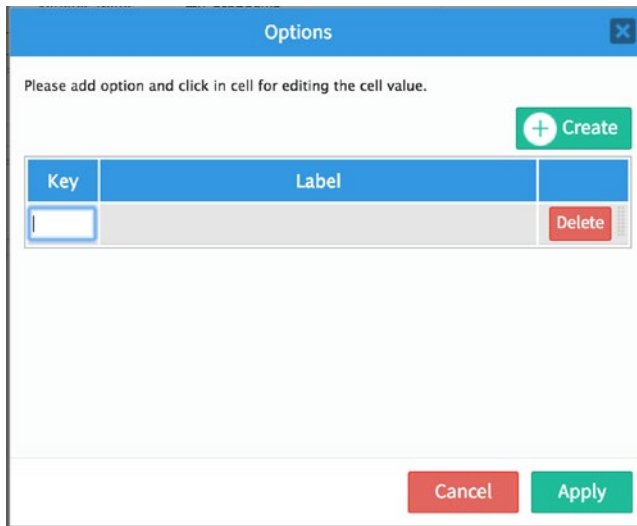 Options
Please add option and click in cell for editing the cell value.
Create
Key Label
Delete
Cancel Apply